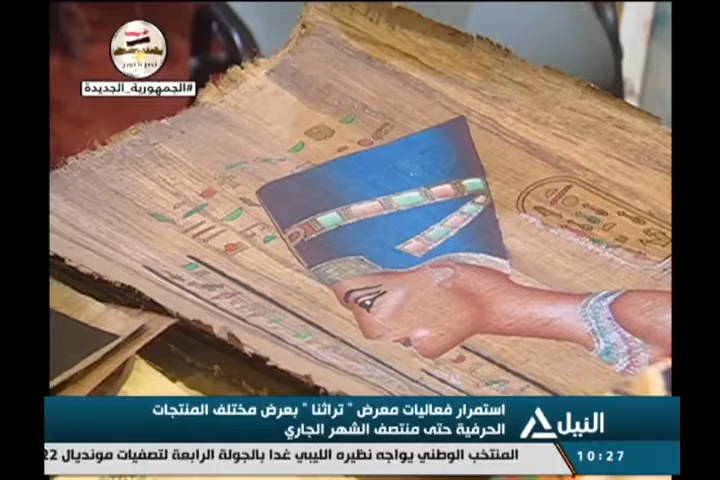 #الجمهورية_الجديدة
استمرار فعاليات معرض " تراثنا " بعرض مختلف المنتجات
الحرفية حتى منتصف الشهر الجاري
النيل
المنتخب الوطني يواجه نظيره الليبي غدا بالجولة الرابعة لتصفيات مونديال 22
10:27